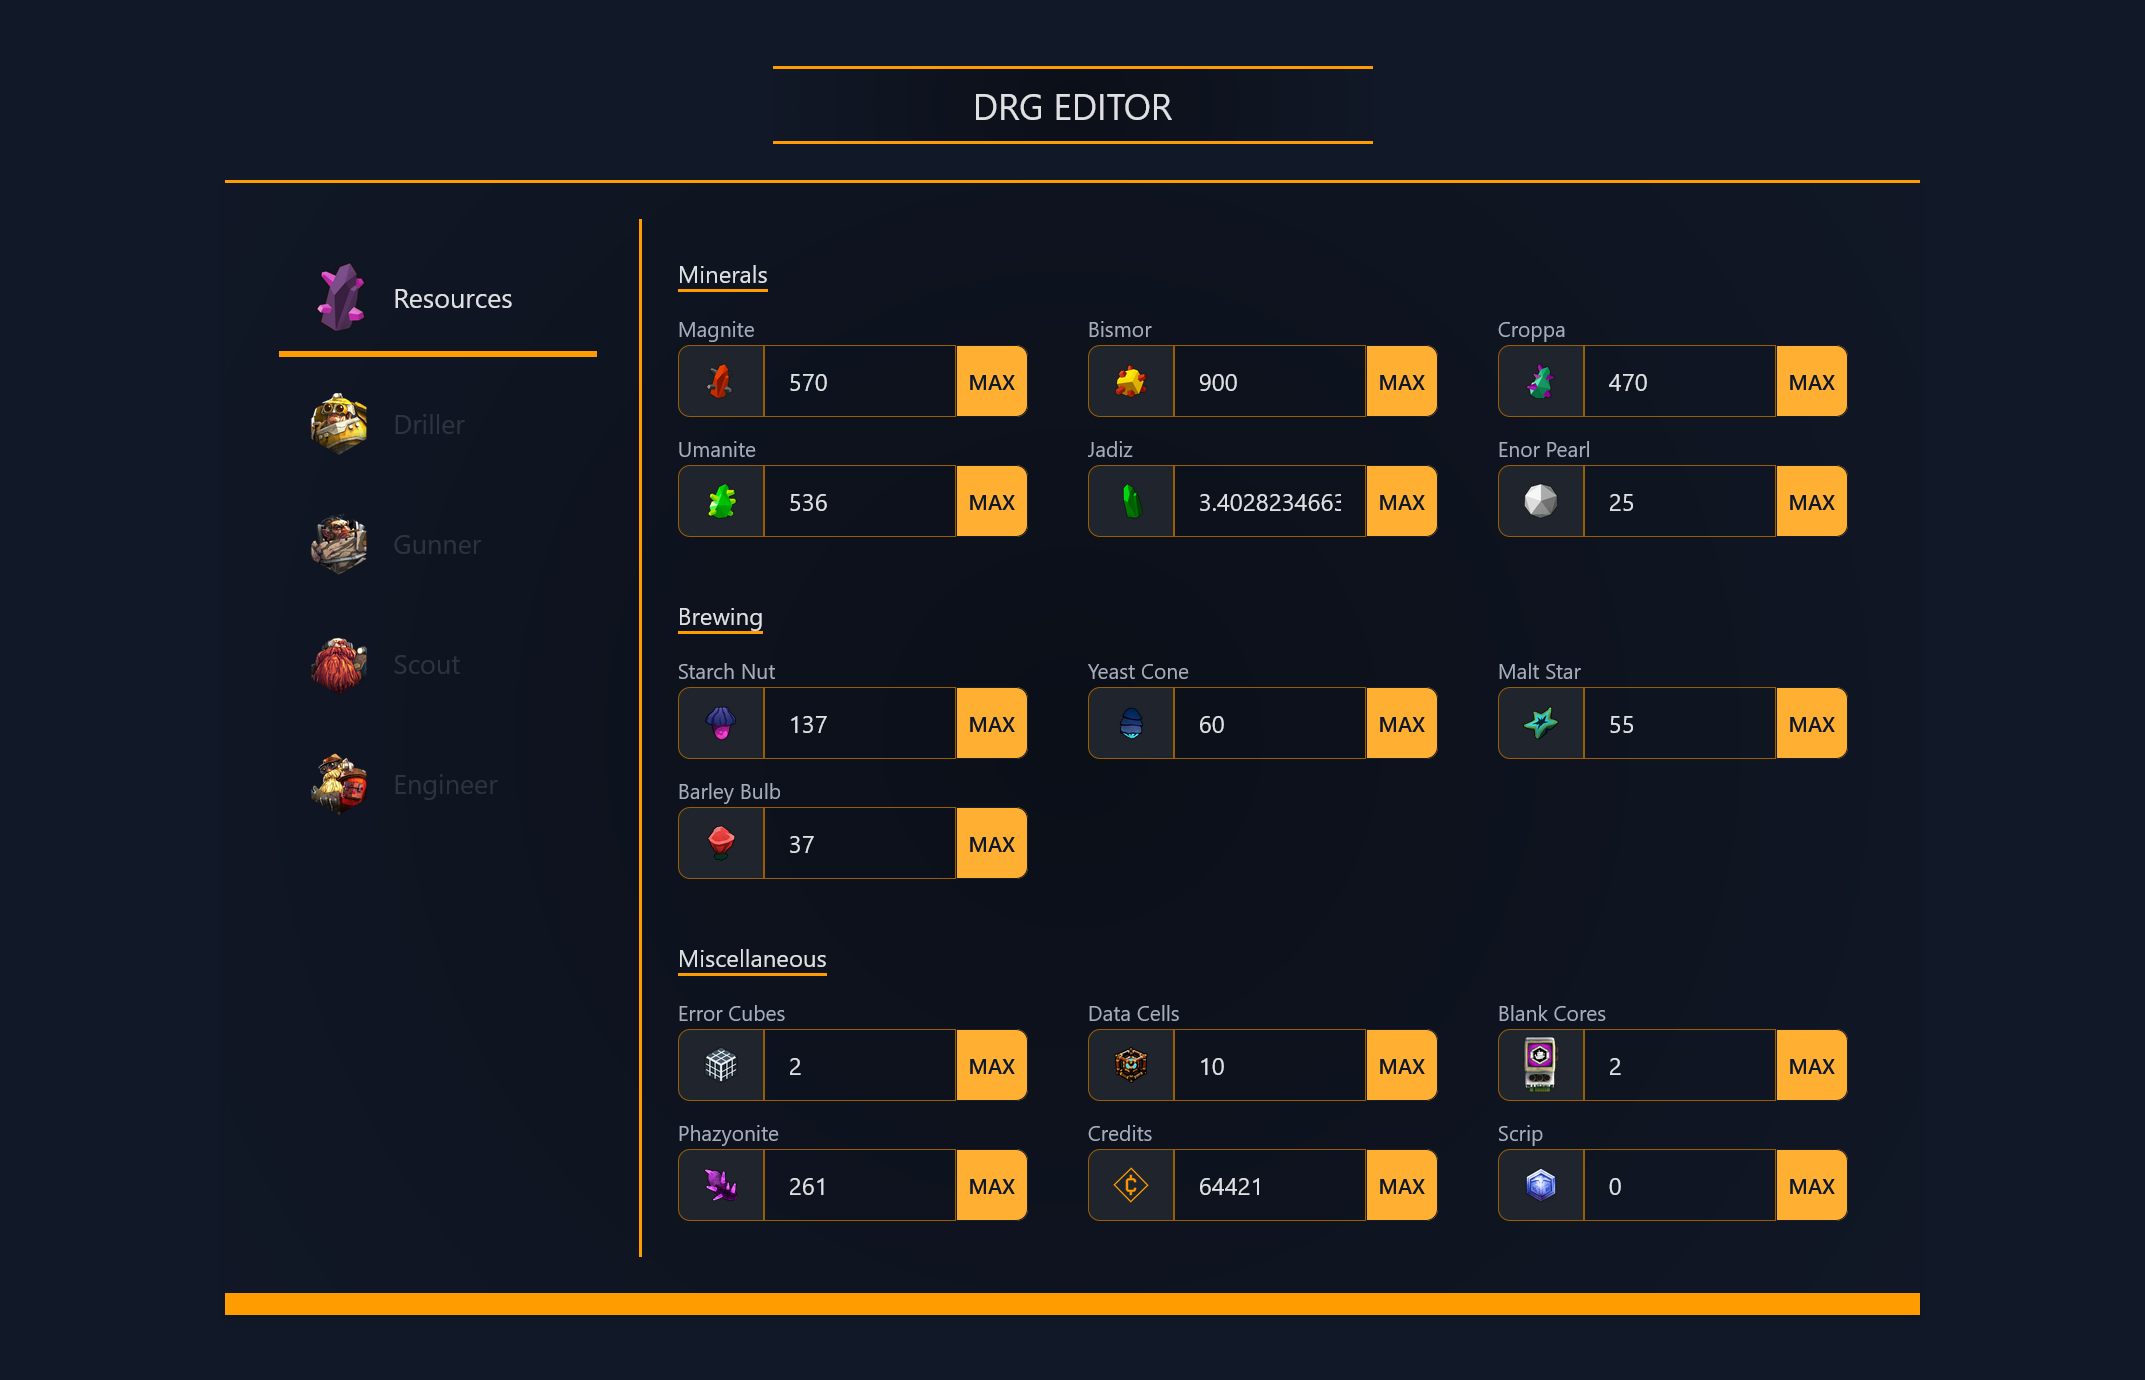 DRG EDITOR
Resources
Driller
Gunner
Scout
Engineer
Minerals
Magnite Bismor Croppa
570 MAX 900 MAX 470 MAX
Umanite Jadiz Enor Pearl
536 MAX 3.4028234663 MAX 25 MAX
Brewing
Starch Nut Yeast Cone Malt Star
137 MAX 60 MAX 55 MAX
Barley Bulb
37 MAX
Miscellaneous
Error Cubes Data Cells Blank Cores
2 MAX 10 MAX 2 MAX
Phazyonite Credits Scrip
261 MAX 64421 MAX 0 MAX